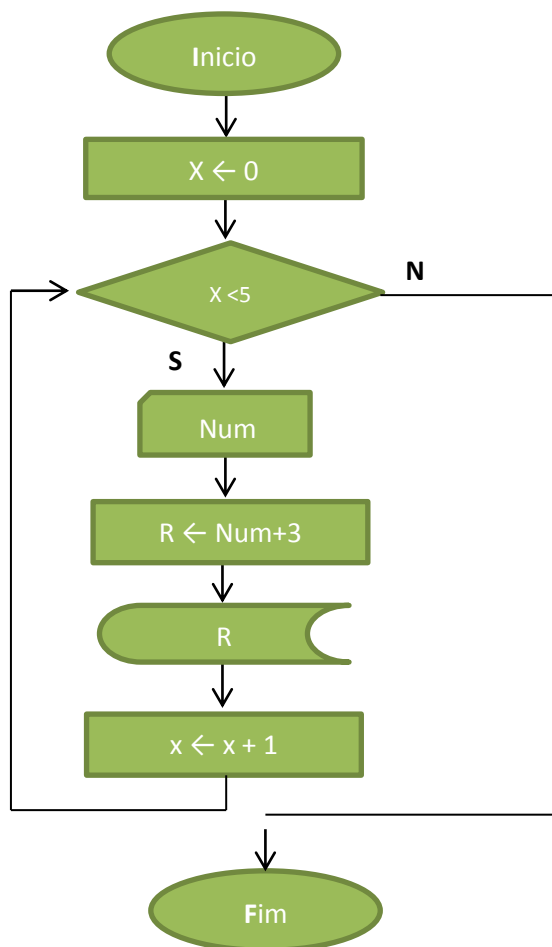 Inicio
X ← 0
X <5
N
S
Num
R ← Num+3
R
x ← x + 1
Fim